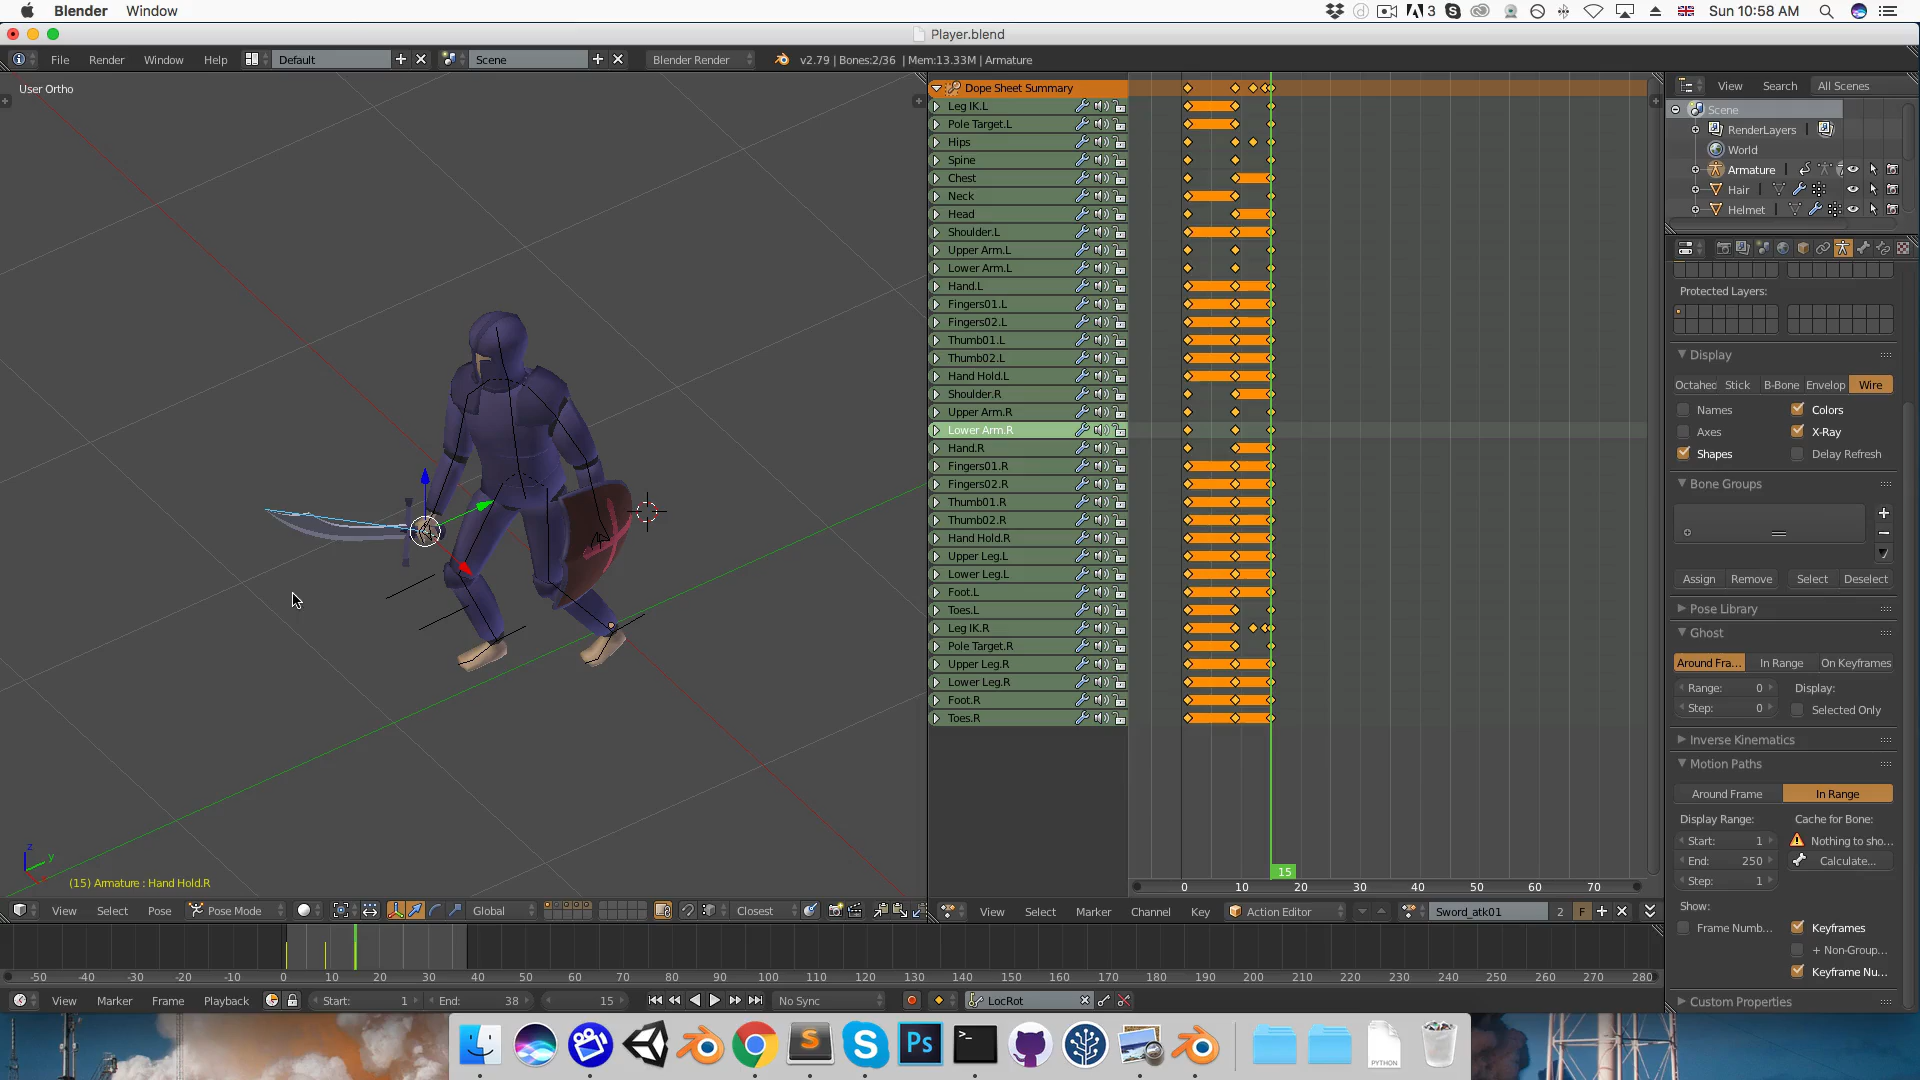 Blender Window
3 Sun 10:58 AM
Player.blend
File Render Window Help Default Scene Blender Render v2.79 | Bones:2/36 | Mem:13.33M | Armature
User Ortho
Dope Sheet Summary
Leg IK.L
Pole Target.L
Hips
Spine
Chest
Neck
Head
Shoulder.L
Upper Arm.L
Lower Arm.L
Hand.L
Fingers01.L
Fingers02.L
Thumb01.L
Thumb02.L
Hand Hold.L
Shoulder.R
Upper Arm.R
Lower Arm.R
Hand.R
Fingers01.R
Fingers02.R
Thumb01.R
Thumb02.R
Hand Hold.R
Upper Leg.L
Lower Leg.L
Foot.L
Toes.L
Leg IK.R
Pole Target.R
Upper Leg.R
Lower Leg.R
Foot.R
Toes.R
15
0 10 20 30 40 50 60 70
View Search All Scenes
Scene
RenderLayers
World
Armature
Hair
Helmet
Protected Layers:
Display
Octahed Stick B-Bone Envelop Wire
Names Colors
Axes X-Ray
Shapes Delay Refresh
Bone Groups
Assign Remove Select Deselect
Pose Library
Ghost
Around Fra... In Range On Keyframes
Range: 0 Display:
Step: 0 Selected Only
Inverse Kinematics
Motion Paths
Around Frame In Range
Display Range: Cache for Bone:
Start: 1 Nothing to sho...
End: 250 Calculate...
Step: 1
Show:
Frame Numb... Keyframes
+ Non-Group...
Keyframe Nu...
Custom Properties
z
y
(15) Armature : Hand Hold.R
View Select Pose Pose Mode Global Closest
View Select Marker Channel Key Action Editor Sword_atk01 2 F
-50 -40 -30 -20 -10 0 10 20 30 40 50 60 70 80 90 100 110 120 130 140 150 160 170 180 190 200 210 220 230 240 250 260 270 280
View Marker Frame Playback Start: 1 End: 38 15 No Sync LocRot
S
S
Ps
>_
PYTHON